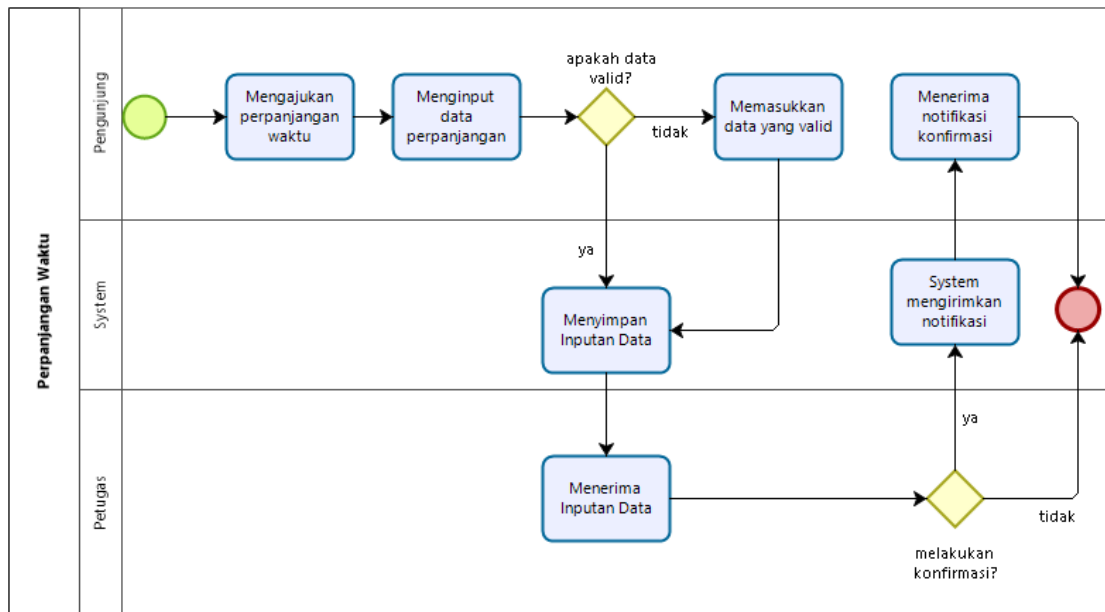 Perpanjangan Waktu
Pengunjung
Mengajukan
perpanjangan
waktu
Menginput
data
perpanjangan
apakah data
valid?
tidak
Memasukkan
data yang valid
Menerima
notifikasi
konfirmasi
System
ya
Menyimpan
Inputan Data
System
mengirimkan
notifikasi
Petugas
Menerima
Inputan Data
ya
tidak
melakukan
konfirmasi?